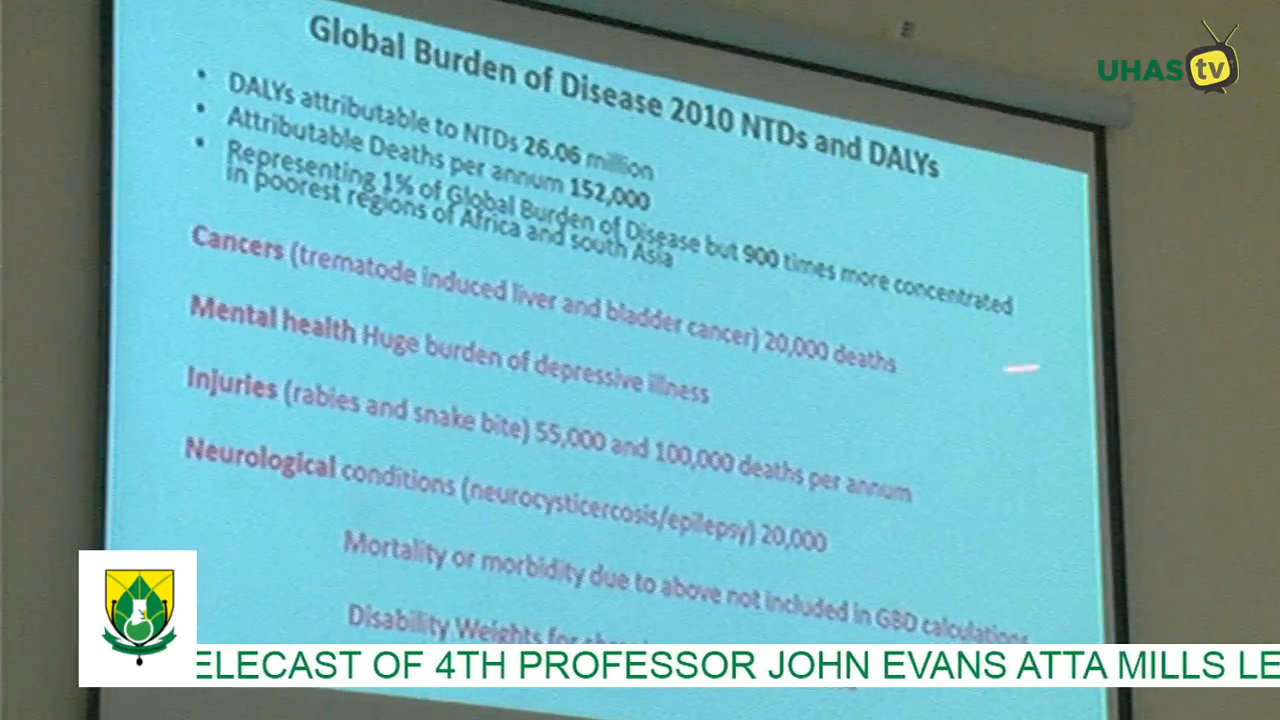 UHAS tv
Global Burden of Disease 2010 NTDs and DALYs
• DALYs attributable to NTDs 26.06 million
• Attributable Deaths per annum 152,000
• Representing 1% of Global Burden of Disease but 900 times more concentrated
in poorest regions of Africa and south Asia
Cancers (trematode induced liver and bladder cancer) 20,000 deaths
Mental health Huge burden of depressive illness
Injuries (rabies and snake bite) 55,000 and 100,000 deaths per annum
Neurological conditions (neurocysticercosis/epilepsy) 20,000
Mortality or morbidity due to above not included in GBD calculations
Disability Weights for
ELECAST OF 4TH PROFESSOR JOHN EVANS ATTA MILLS LE